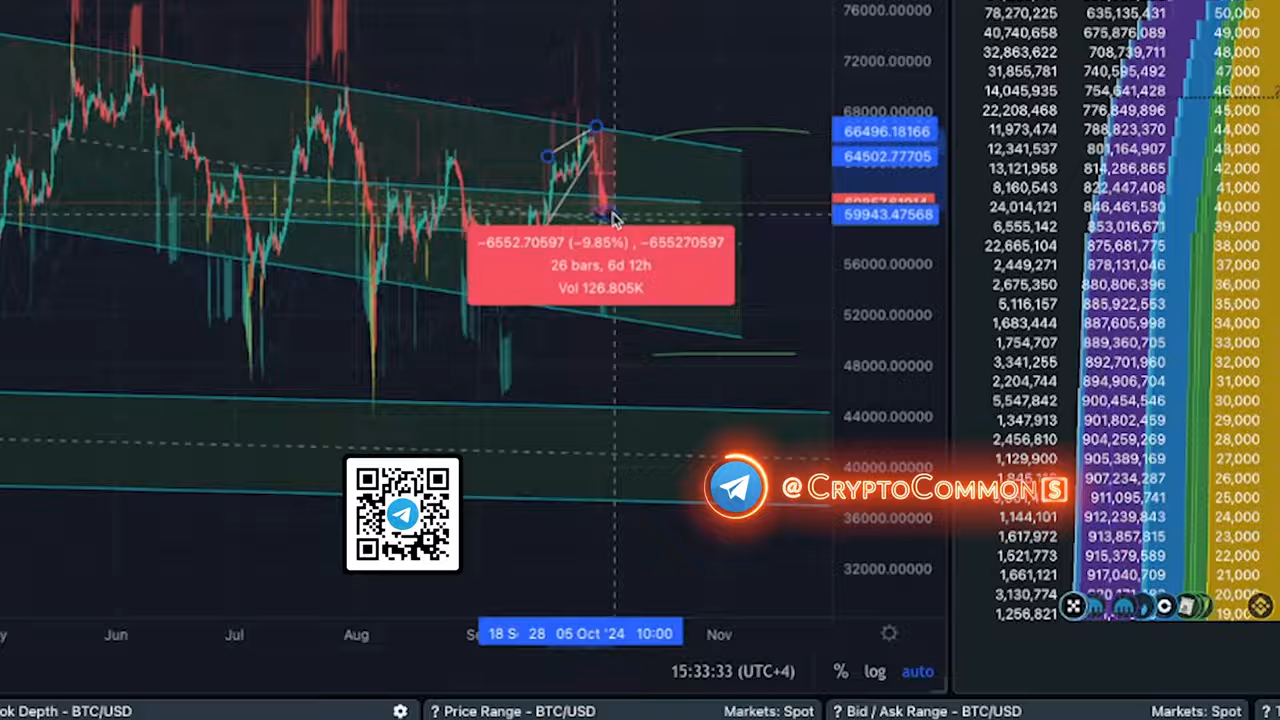 76000.00000
72000.00000
68000.00000
66496.18166
64502.77705
59943.47568
56000.00000
52000.00000
48000.00000
44000.00000
40000.00000
36000.00000
32000.00000
−6552.70597 (−9.85%) , −655270597
26 bars, 6d 12h
Vol 126.805K
@CRYPTOCOMMONS
Jun Jul Aug 28 05 Oct '24 10:00 Nov
15:33:33 (UTC+4) % log auto
78,270,225 635,135,431 50,000
40,740,658 675,876,089 49,000
32,863,622 708,739,711 48,000
31,855,781 740,595,492 47,000
14,045,935 754,641,428 46,000
22,208,468 776,849,896 45,000
11,973,474 788,823,370 44,000
12,341,537 801,164,907 43,000
13,121,958 814,286,865 42,000
8,160,543 822,447,408 41,000
24,014,121 846,461,530 40,000
6,555,142 853,016,671 39,000
22,665,104 875,681,775 38,000
2,449,271 878,131,046 37,000
2,675,350 880,806,396 36,000
5,116,157 885,922,553 35,000
1,683,444 887,605,998 34,000
1,754,707 889,360,705 33,000
3,341,255 892,701,960 32,000
2,204,744 894,906,704 31,000
5,547,842 900,454,546 30,000
1,347,913 901,802,459 29,000
2,456,810 904,259,269 28,000
1,129,900 905,389,169 27,000
907,234,287 26,000
911,095,741 25,000
1,144,101 912,239,843 24,000
1,617,972 913,857,815 23,000
1,521,773 915,379,589 22,000
1,661,121 917,040,709 21,000
3,130,774 20,000
1,256,821
ok Depth - BTC/USD
? Price Range - BTC/USD Markets: Spot
? Bid / Ask Range - BTC/USD Markets: Spot
?